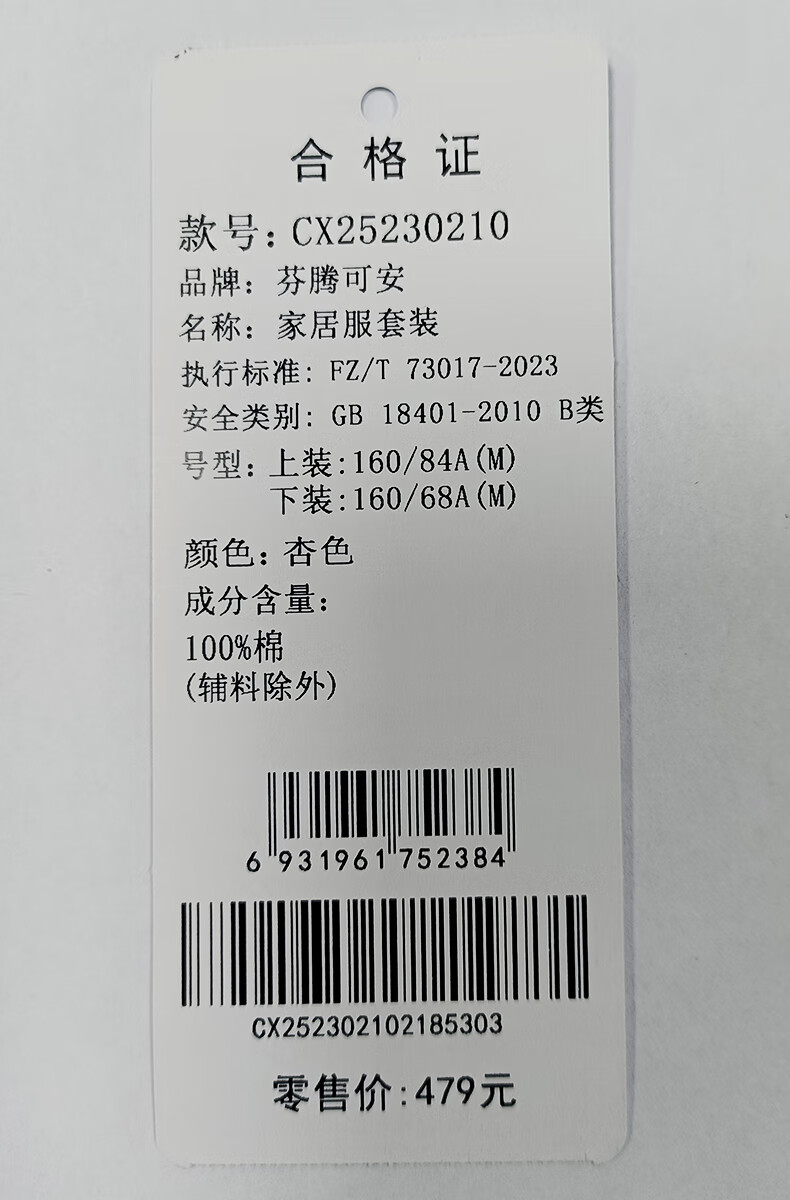 合格证
款号：CX25230210
品牌：芬腾可安
名称：家居服套装
执行标准：FZ/T 73017-2023
安全类别：GB 18401-2010 B类
号型：上装:160/84A(M)
下装:160/68A(M)
颜色：杏色
成分含量：
100%棉
(辅料除外)
6 931961 752384
CX252302102185303
零售价:479元